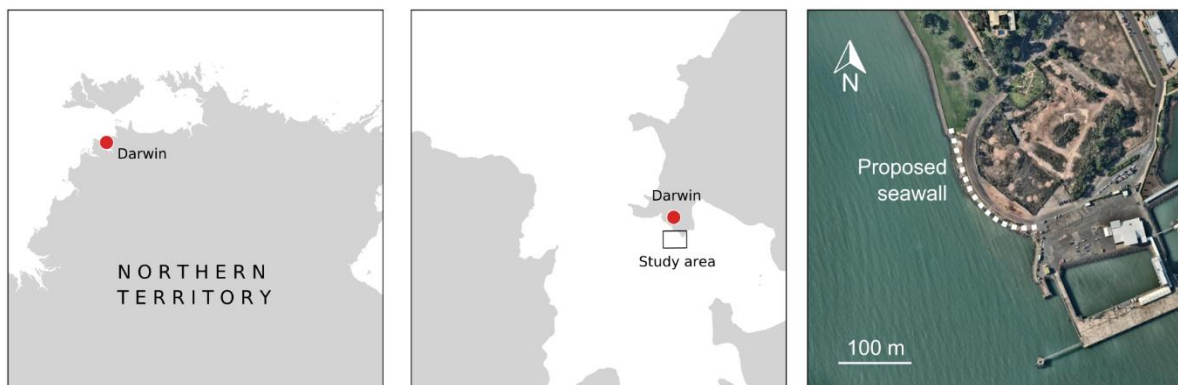 Darwin
NORTHERN
TERRITORY
Darwin
Study area
N
Proposed
seawall
100 m